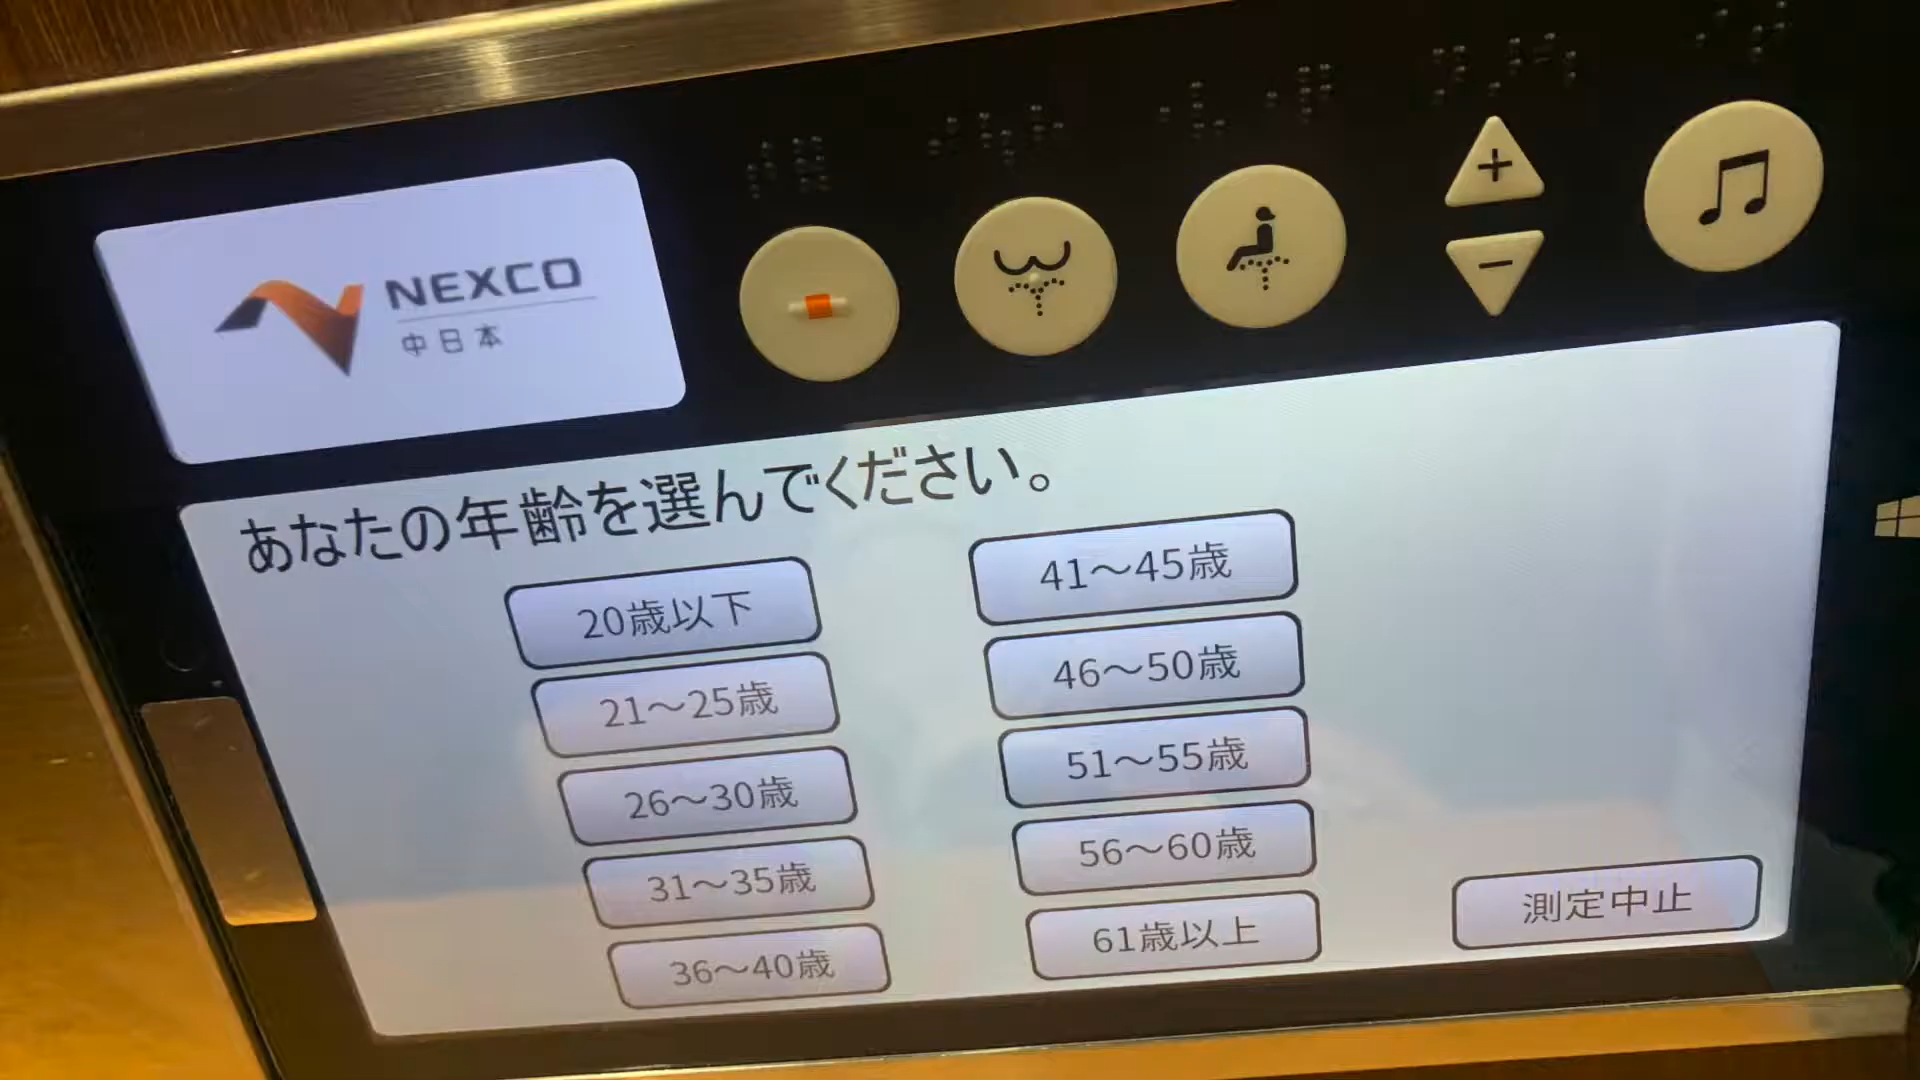 NEXCO
中日本
+
−
あなたの年齢を選んでください。
20歳以下
21～25歳
26～30歳
31～35歳
36～40歳
41～45歳
46～50歳
51～55歳
56～60歳
61歳以上
測定中止